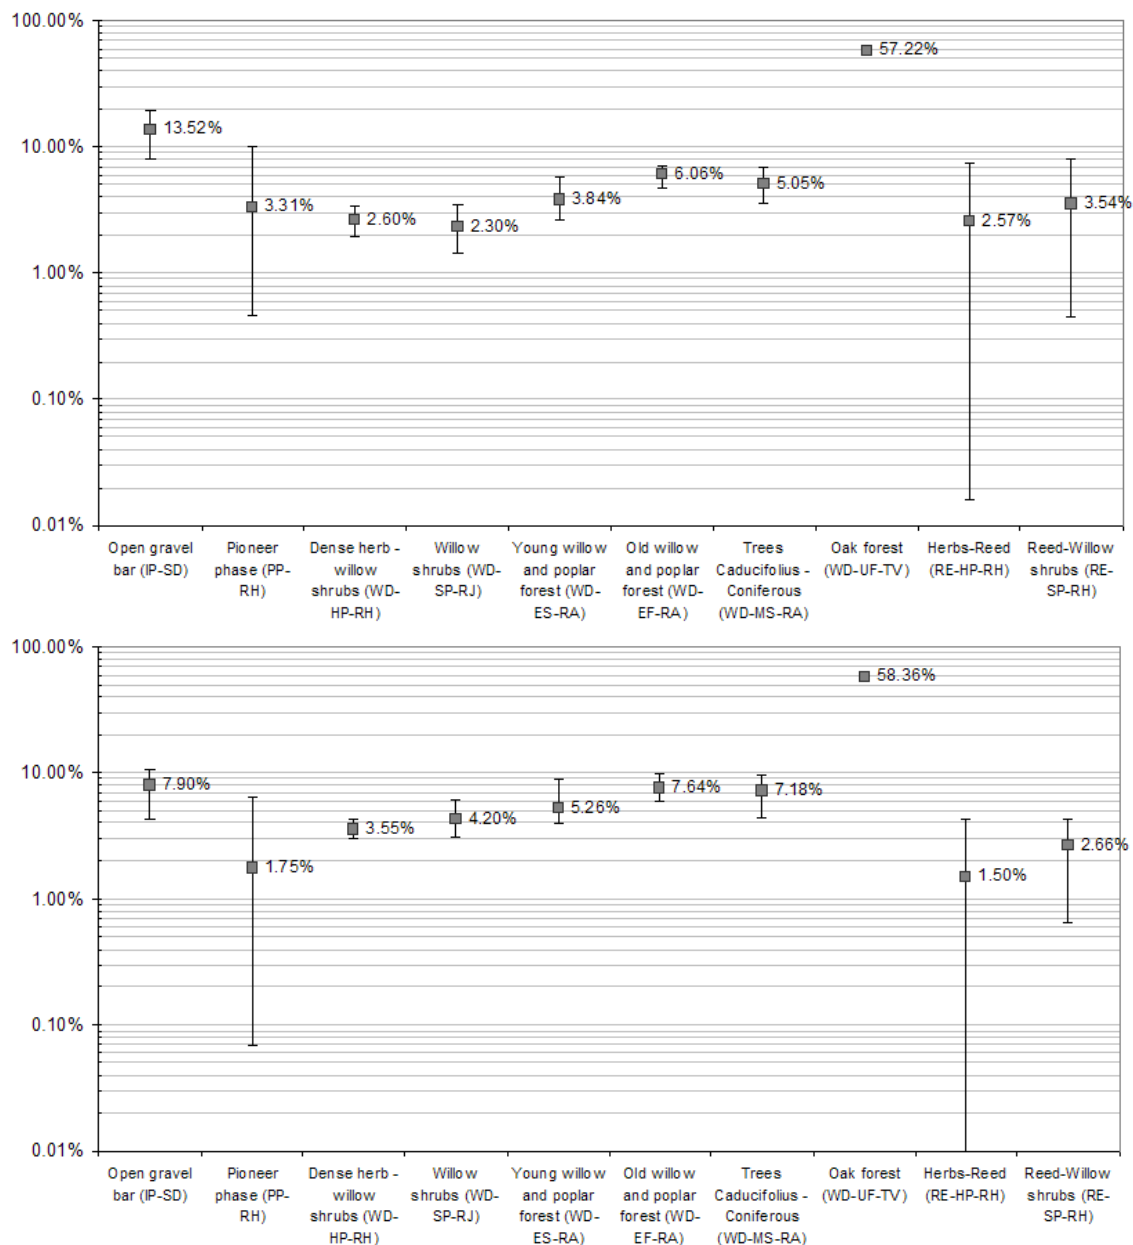 100.00%
57.22%
13.52%
10.00%
6.06%
5.05%
3.84%
3.54%
3.31%
2.60%
2.57%
2.30%
1.00%
0.10%
0.01%
Open gravel
bar (IP-SD)
Pioneer
phase (PP-
RH)
Dense herb -
willow
shrubs (WD-
HP-RH)
Willow
shrubs (WD-
SP-RJ)
Young willow
and poplar
forest (WD-
ES-RA)
Old willow
and poplar
forest (WD-
EF-RA)
Trees
Caducifolius -
Coniferous
(WD-MS-RA)
Oak forest
(WD-UF-TV)
Herbs-Reed
(RE-HP-RH)
Reed-Willow
shrubs (RE-
SP-RH)
100.00%
58.36%
10.00%
7.90%
7.64%
7.18%
5.26%
4.20%
3.55%
2.66%
1.75%
1.50%
1.00%
0.10%
0.01%
Open gravel
bar (IP-SD)
Pioneer
phase (PP-
RH)
Dense herb -
willow
shrubs (WD-
HP-RH)
Willow
shrubs (WD-
SP-RJ)
Young willow
and poplar
forest (WD-
ES-RA)
Old willow
and poplar
forest (WD-
EF-RA)
Trees
Caducifolius -
Coniferous
(WD-MS-RA)
Oak forest
(WD-UF-TV)
Herbs-Reed
(RE-HP-RH)
Reed-Willow
shrubs (RE-
SP-RH)